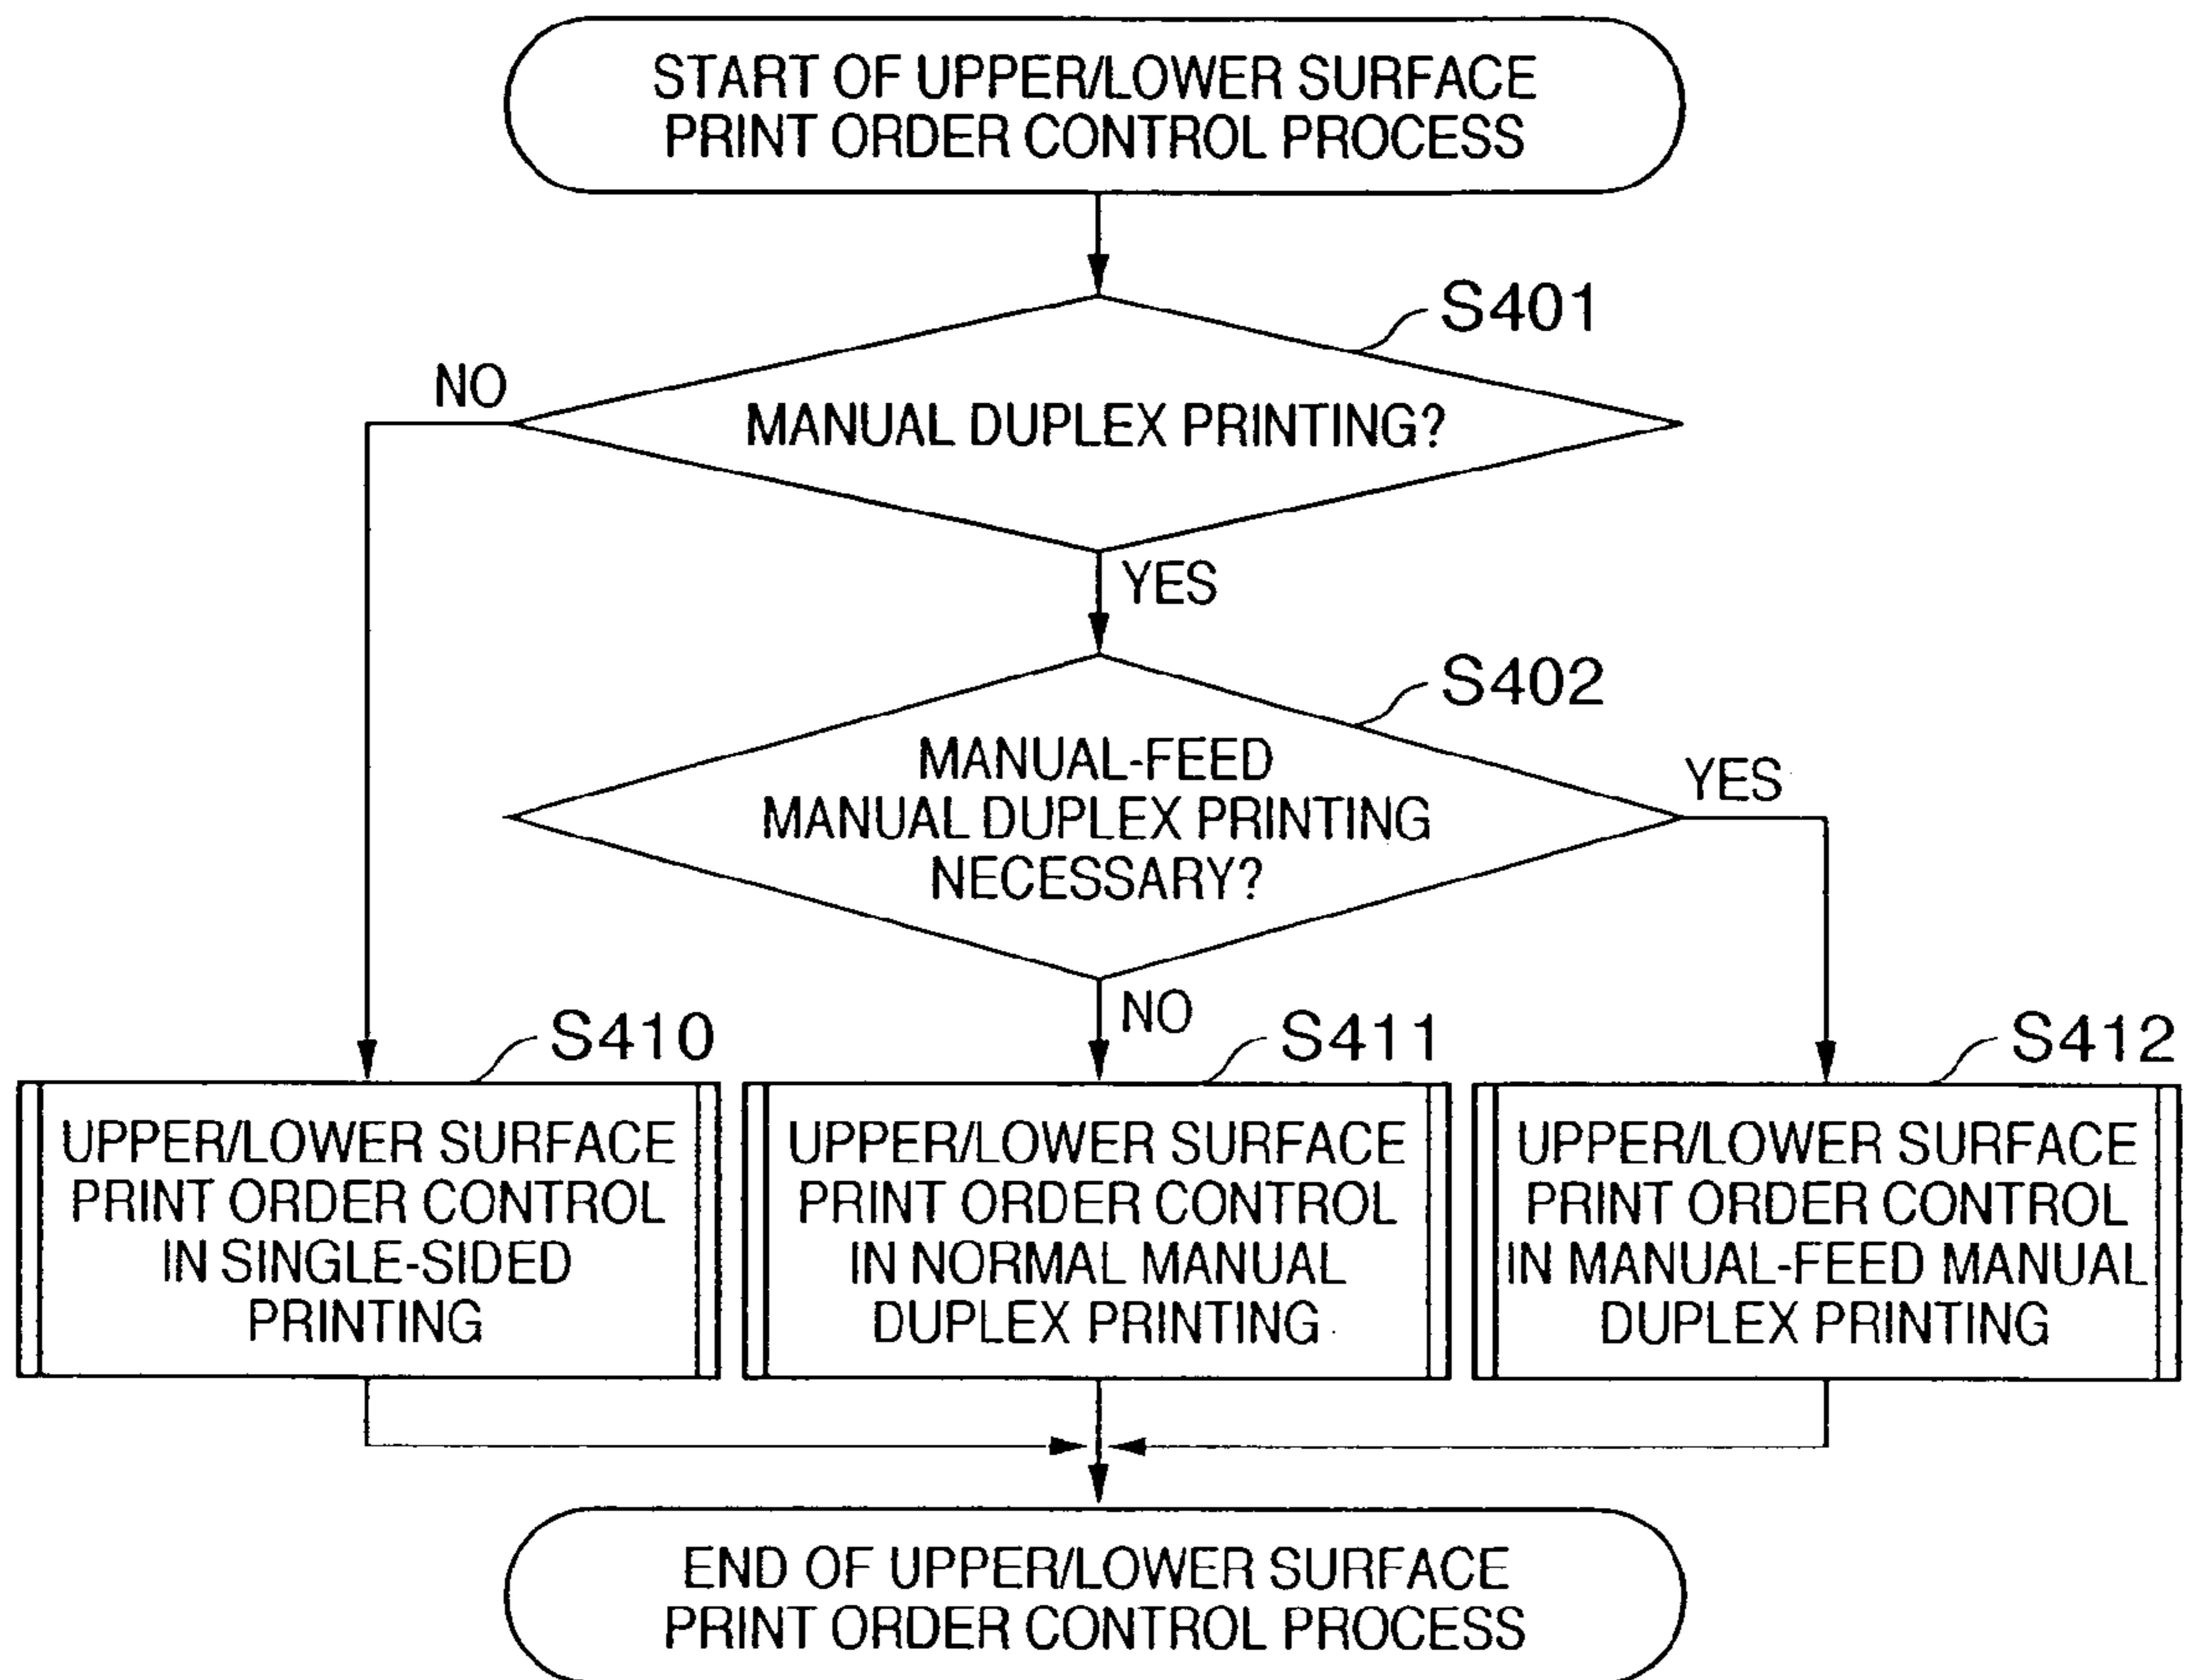 START OF UPPER/LOWER SURFACE
PRINT ORDER CONTROL PROCESS
S401
NO
MANUAL DUPLEX PRINTING?
YES
S402
MANUAL-FEED
MANUAL DUPLEX PRINTING
NECESSARY?
YES
NO
S410
UPPER/LOWER SURFACE
PRINT ORDER CONTROL
IN SINGLE-SIDED
PRINTING
S411
UPPER/LOWER SURFACE
PRINT ORDER CONTROL
IN NORMAL MANUAL
DUPLEX PRINTING
S412
UPPER/LOWER SURFACE
PRINT ORDER CONTROL
IN MANUAL-FEED MANUAL
DUPLEX PRINTING
END OF UPPER/LOWER SURFACE
PRINT ORDER CONTROL PROCESS